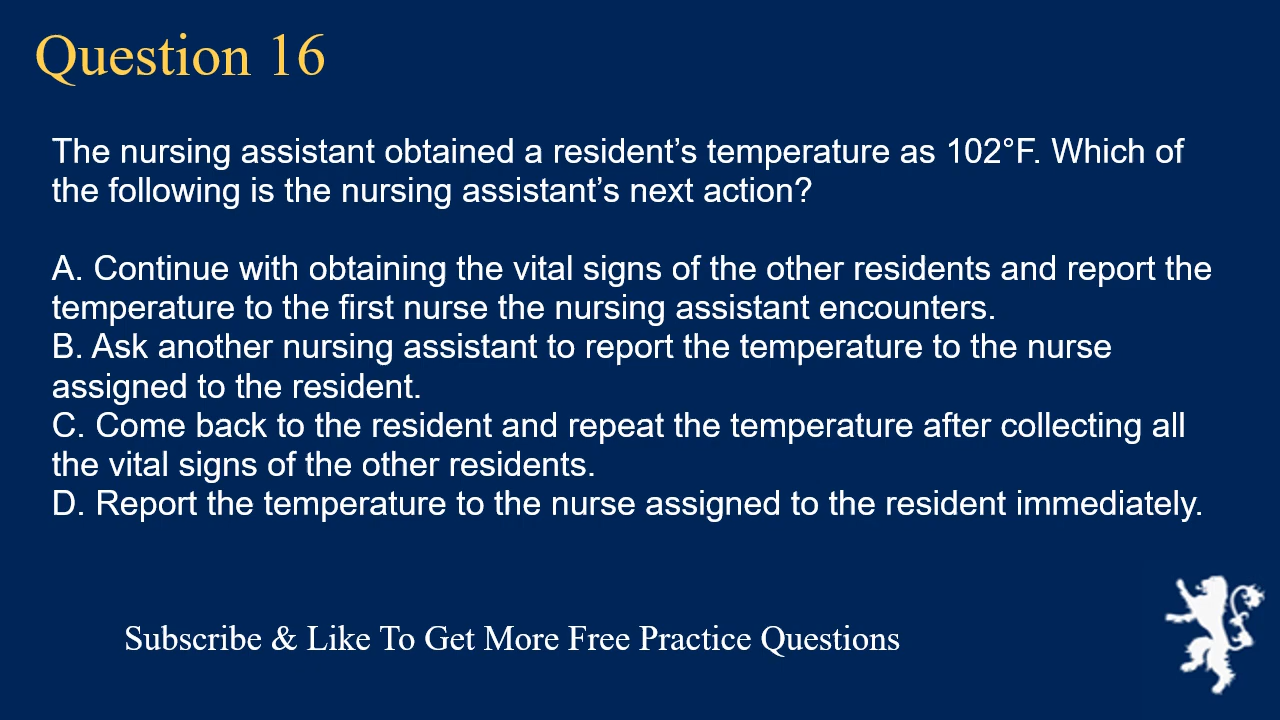 Question 16
The nursing assistant obtained a resident’s temperature as 102°F. Which of
the following is the nursing assistant’s next action?
A. Continue with obtaining the vital signs of the other residents and report the
temperature to the first nurse the nursing assistant encounters.
B. Ask another nursing assistant to report the temperature to the nurse
assigned to the resident.
C. Come back to the resident and repeat the temperature after collecting all
the vital signs of the other residents.
D. Report the temperature to the nurse assigned to the resident immediately.
Subscribe & Like To Get More Free Practice Questions